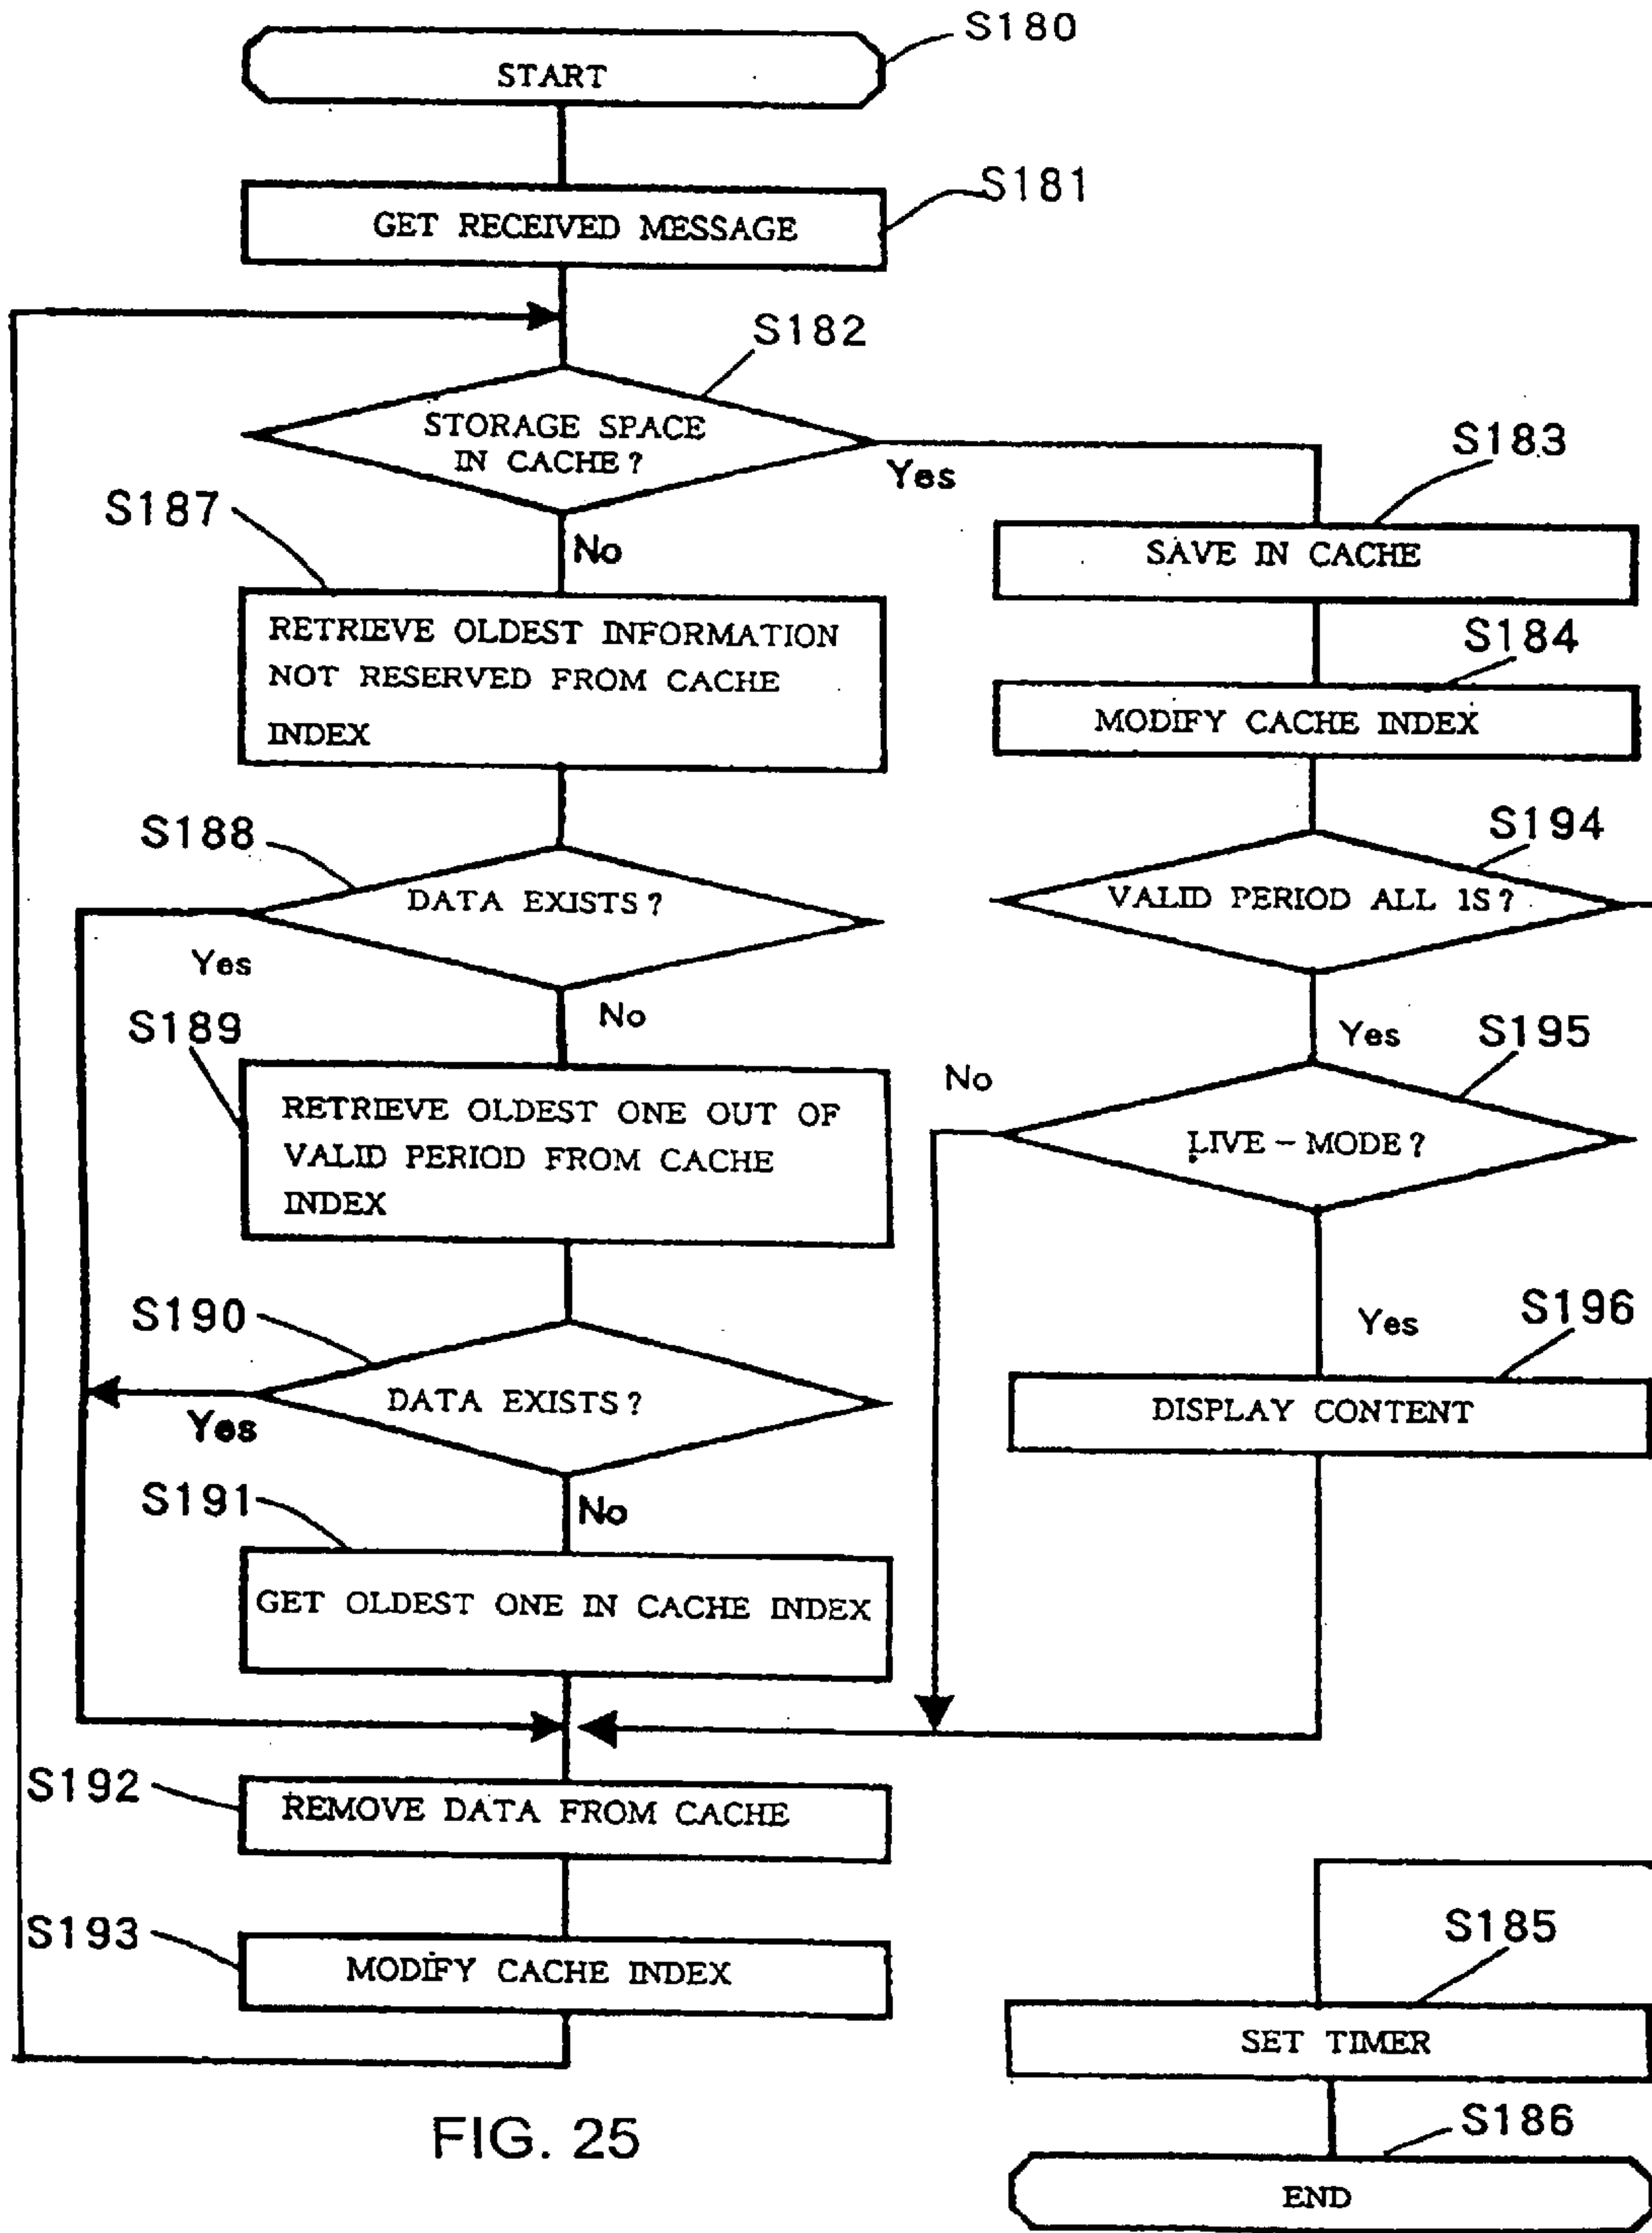 S180
START
S181
GET RECEIVED MESSAGE
S182
STORAGE SPACE
IN CACHE?
Yes
No
S183
SAVE IN CACHE
S184
MODIFY CACHE INDEX
S187
RETRIEVE OLDEST INFORMATION
NOT RESERVED FROM CACHE
INDEX
S188
DATA EXISTS?
Yes
No
S194
VALID PERIOD ALL 1S?
Yes
S189
RETRIEVE OLDEST ONE OUT OF
VALID PERIOD FROM CACHE
INDEX
S195
No
LIVE-MODE?
Yes
S190
DATA EXISTS?
Yes
No
S196
DISPLAY CONTENT
S191
GET OLDEST ONE IN CACHE INDEX
S192
REMOVE DATA FROM CACHE
S193
MODIFY CACHE INDEX
S185
SET TIMER
S186
END
FIG. 25